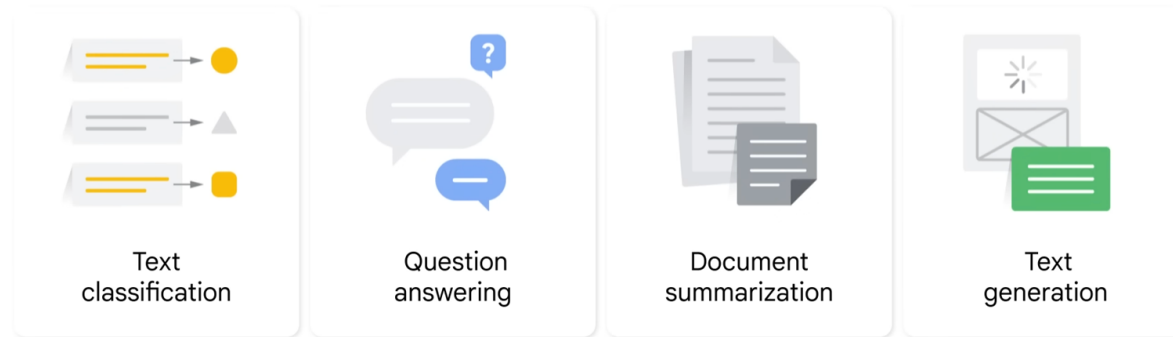 ?
Text
classification
Question
answering
Document
summarization
Text
generation